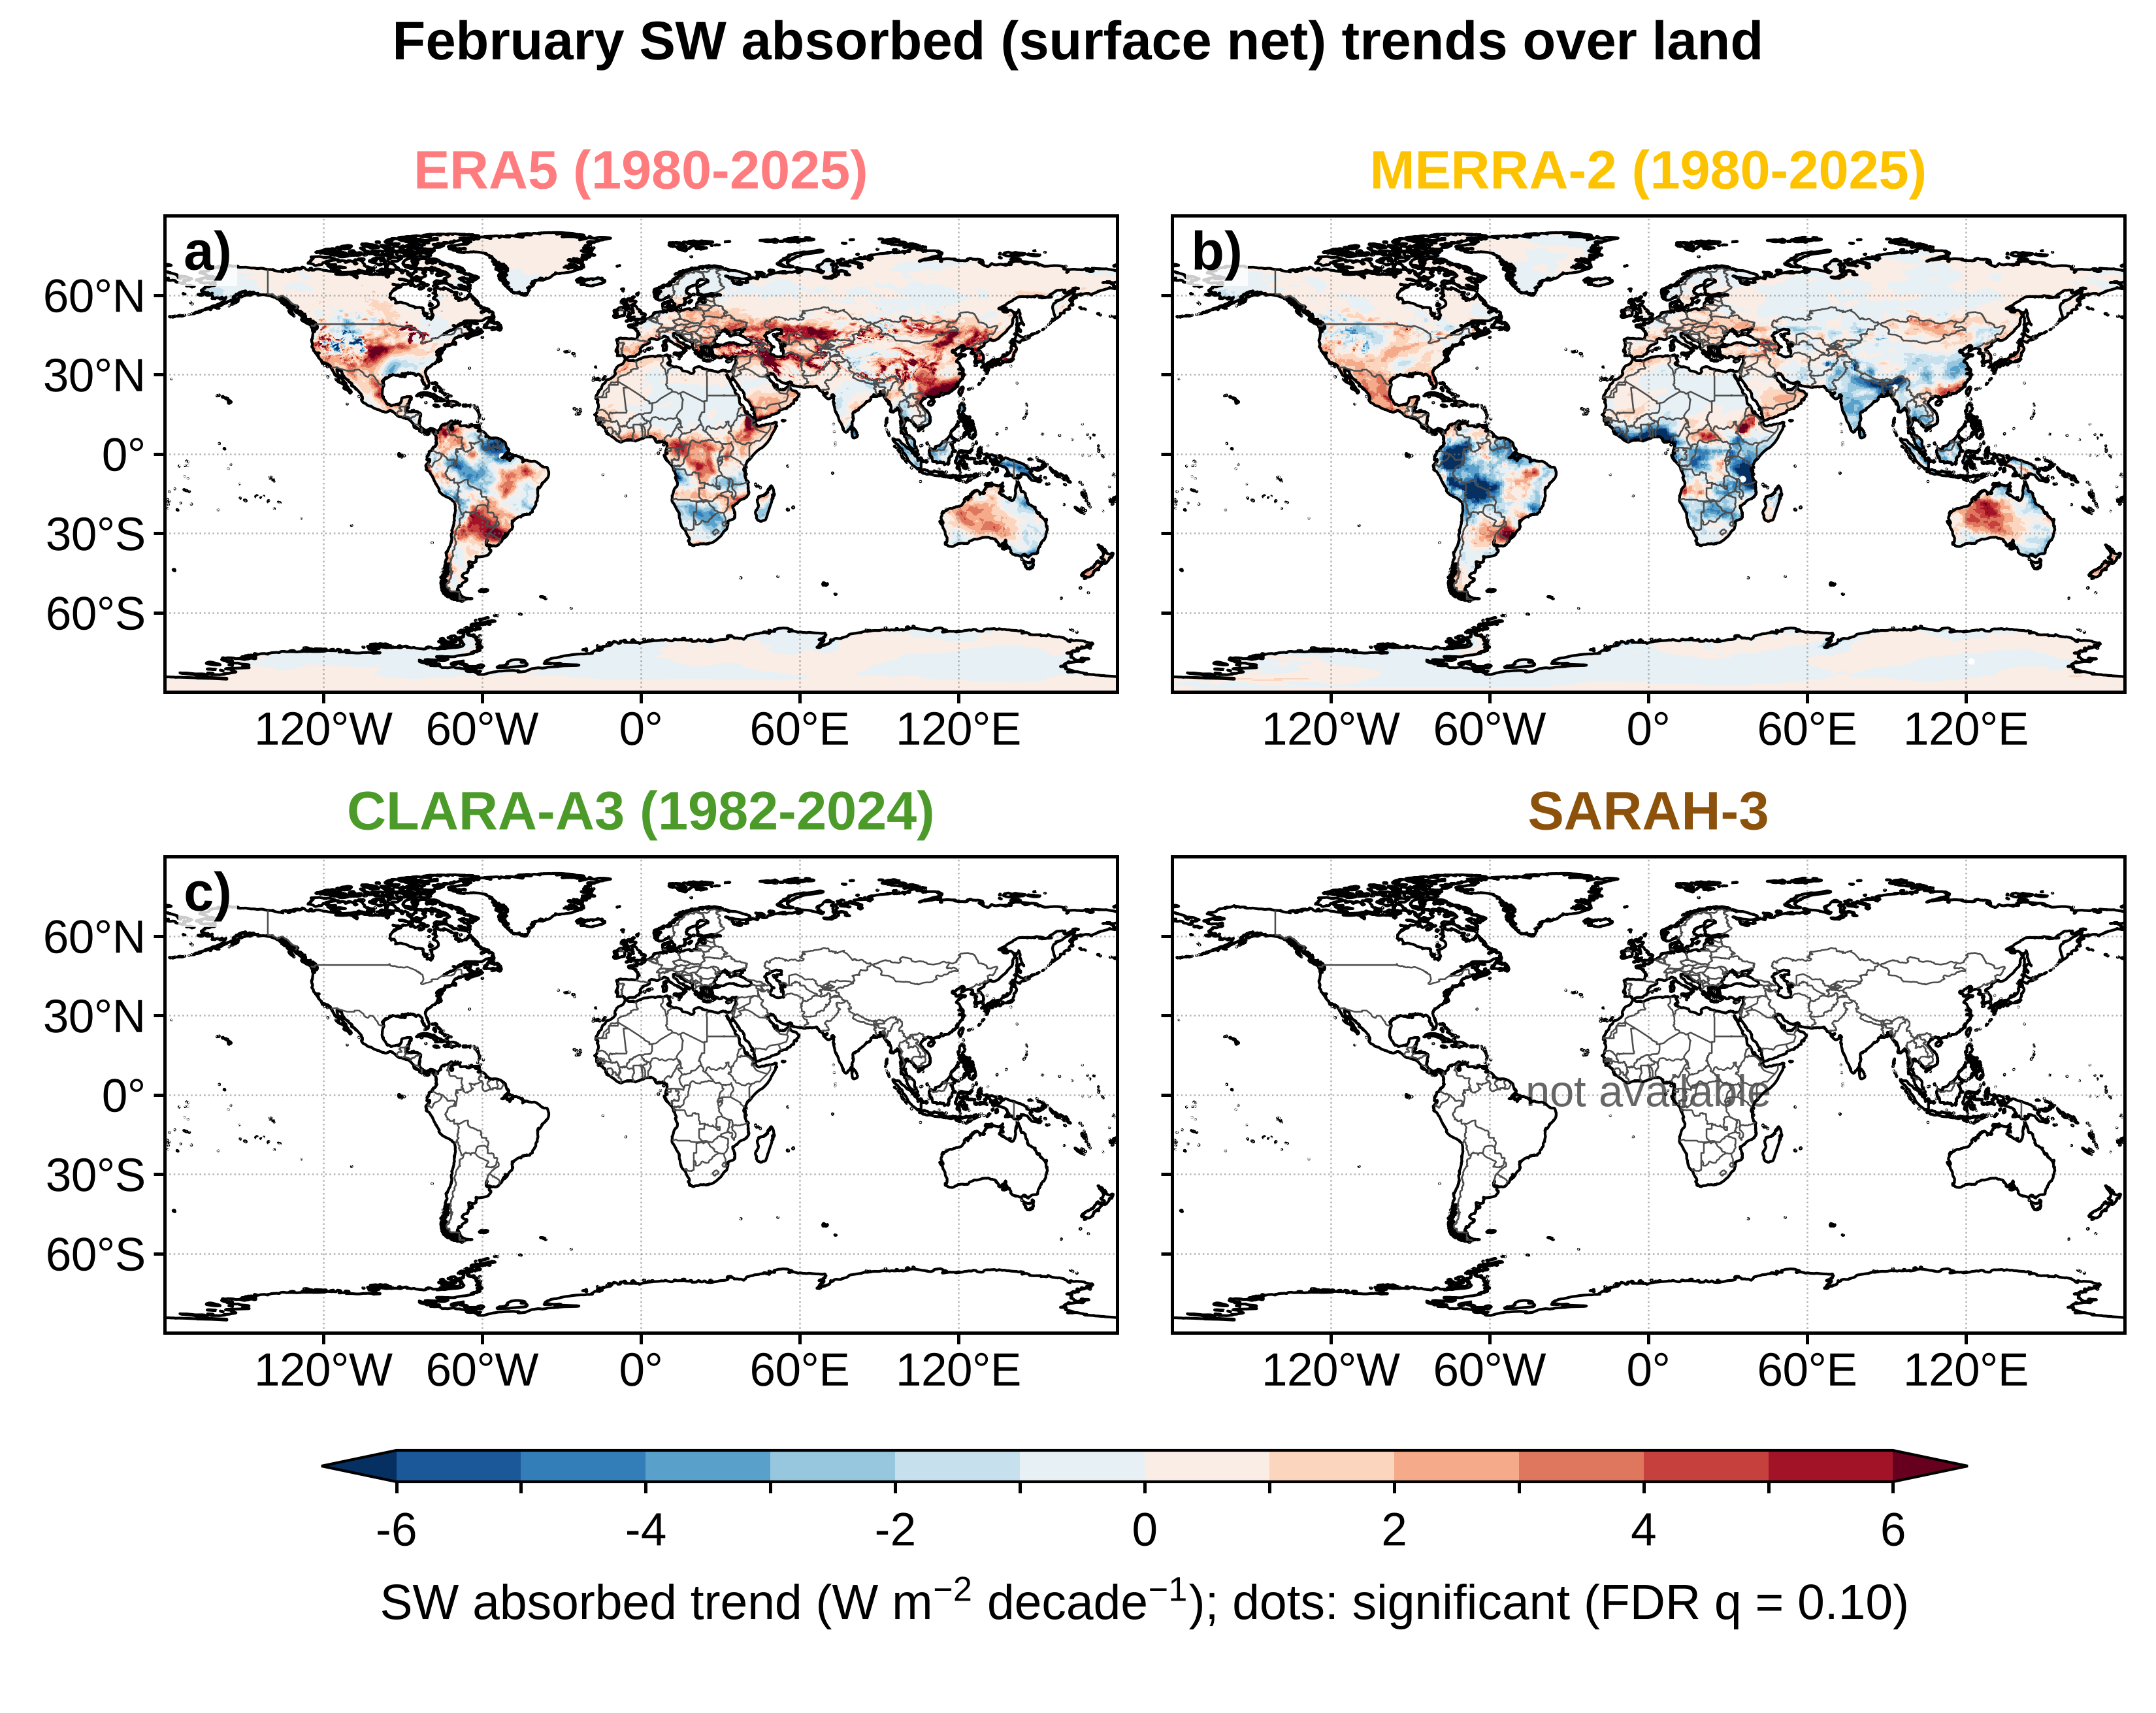 February SW absorbed (surface net) trends over land
ERA5 (1980-2025)
MERRA-2 (1980-2025)
a)
b)
60°N
30°N
0°
30°S
60°S
120°W 60°W 0° 60°E 120°E
120°W 60°W 0° 60°E 120°E
CLARA-A3 (1982-2024)
SARAH-3
c)
60°N
30°N
0°
30°S
60°S
not available
120°W 60°W 0° 60°E 120°E
120°W 60°W 0° 60°E 120°E
-6 -4 -2 0 2 4 6
SW absorbed trend (W m⁻² decade⁻¹); dots: significant (FDR q = 0.10)